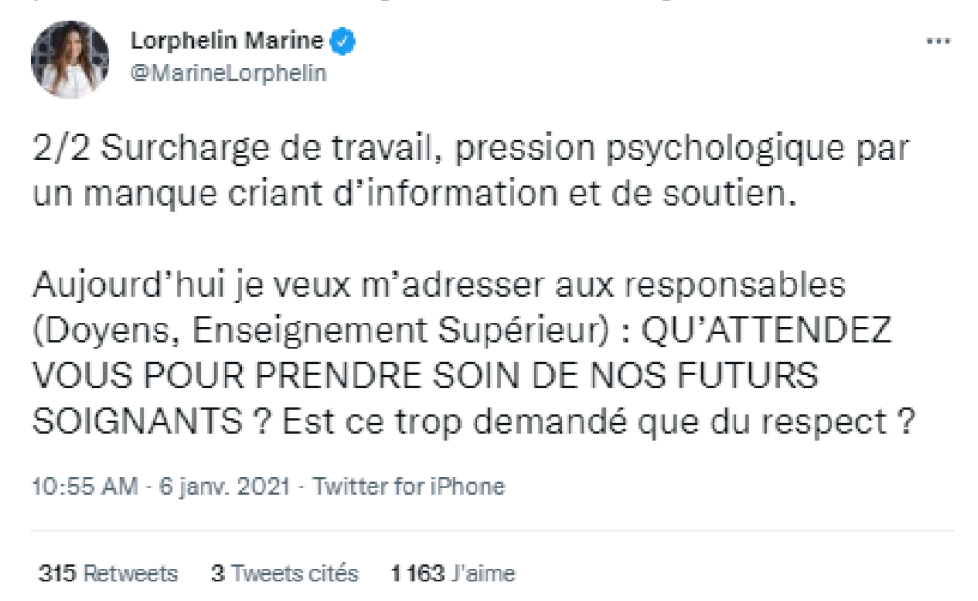 Lorphelin Marine
@MarineLorphelin
2/2 Surcharge de travail, pression psychologique par
un manque criant d’information et de soutien.
Aujourd’hui je veux m’adresser aux responsables
(Doyens, Enseignement Supérieur) : QU’ATTENDEZ
VOUS POUR PRENDRE SOIN DE NOS FUTURS
SOIGNANTS ? Est ce trop demandé que du respect ?
10:55 AM · 6 janv. 2021 · Twitter for iPhone
315 Retweets 3 Tweets cités 1 163 J'aime